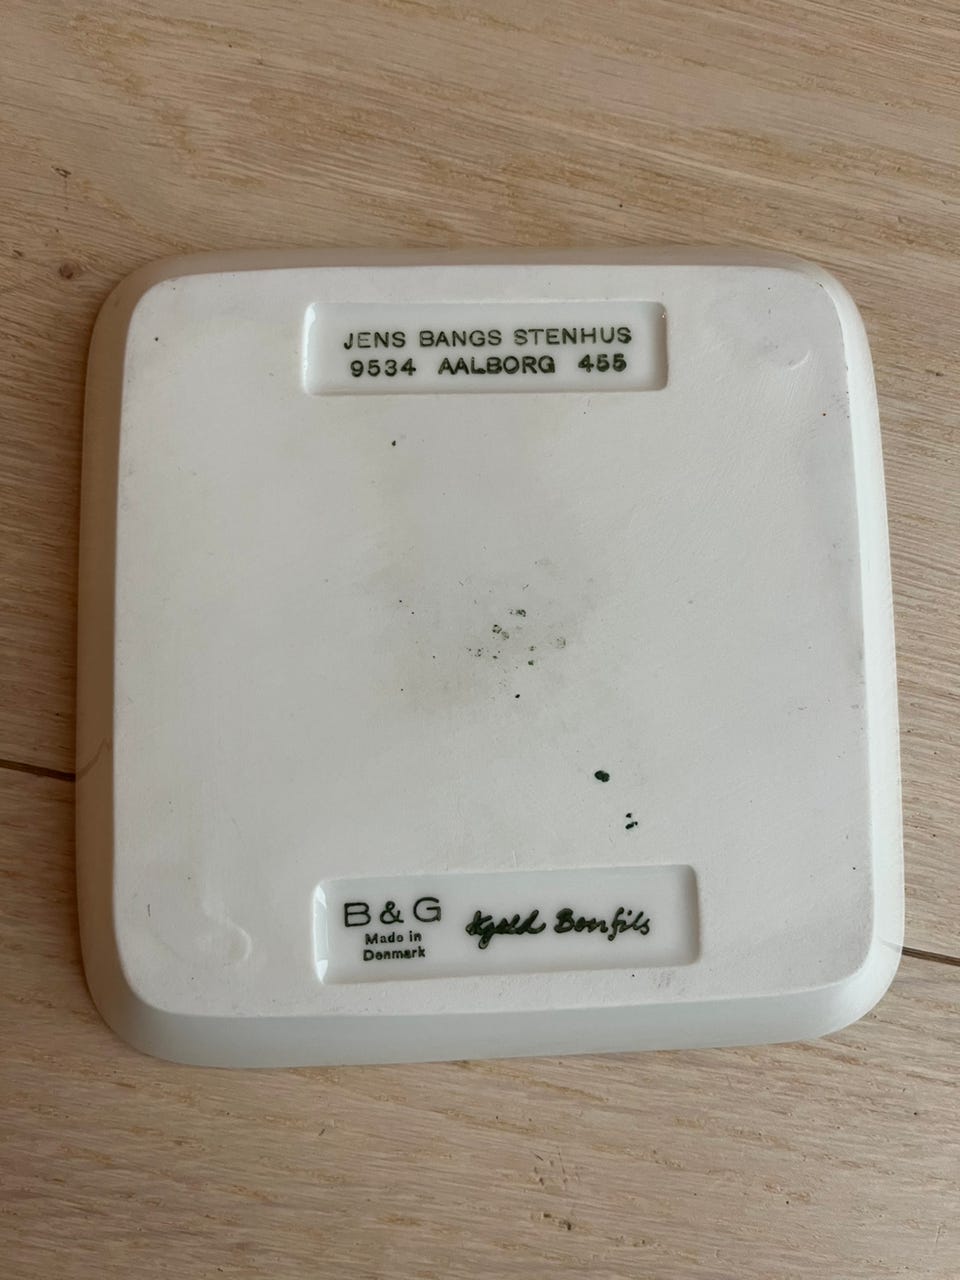 JENS BANGS STENHUS
9534 AALBORG 455
B & G
Made in
Denmark
Kjeld Bonfils